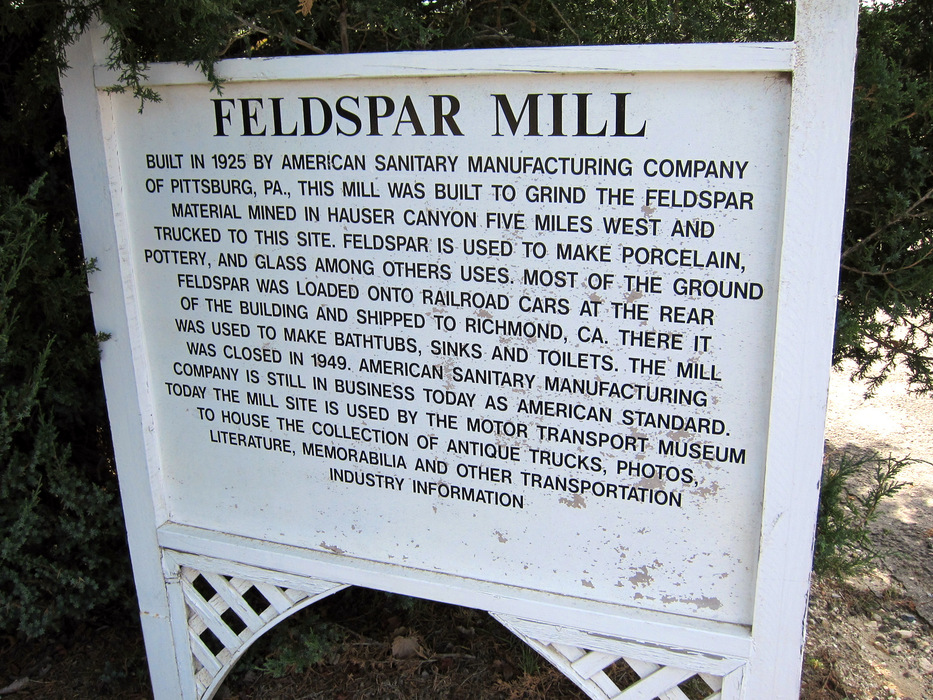 FELDSPAR MILL
BUILT IN 1925 BY AMERICAN SANITARY MANUFACTURING COMPANY
OF PITTSBURG, PA., THIS MILL WAS BUILT TO GRIND THE FELDSPAR
MATERIAL MINED IN HAUSER CANYON FIVE MILES WEST AND
TRUCKED TO THIS SITE. FELDSPAR IS USED TO MAKE PORCELAIN,
POTTERY, AND GLASS AMONG OTHERS USES. MOST OF THE GROUND
FELDSPAR WAS LOADED ONTO RAILROAD CARS AT THE REAR
OF THE BUILDING AND SHIPPED TO RICHMOND, CA. THERE IT
WAS USED TO MAKE BATHTUBS, SINKS AND TOILETS. THE MILL
WAS CLOSED IN 1949. AMERICAN SANITARY MANUFACTURING
COMPANY IS STILL IN BUSINESS TODAY AS AMERICAN STANDARD.
TODAY THE MILL SITE IS USED BY THE MOTOR TRANSPORT MUSEUM
TO HOUSE THE COLLECTION OF ANTIQUE TRUCKS, PHOTOS,
LITERATURE, MEMORABILIA AND OTHER TRANSPORTATION
INDUSTRY INFORMATION